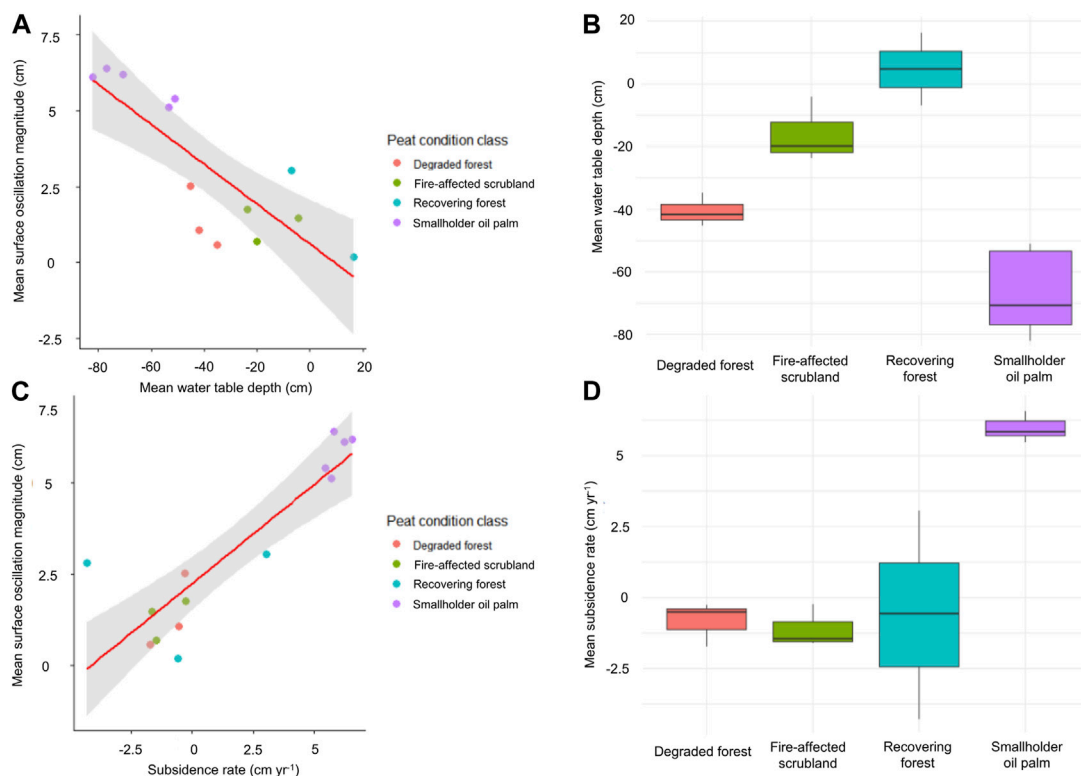 A
7.5
5
2.5
0
-2.5
Mean surface oscillation magnitude (cm)
-80 -60 -40 -20 0 20
Mean water table depth (cm)
Peat condition class
Degraded forest
Fire-affected scrubland
Recovering forest
Smallholder oil palm
B
20
0
-20
-40
-60
-80
Mean water table depth (cm)
Degraded forest Fire-affected scrubland Recovering forest Smallholder oil palm
C
7.5
5
2.5
0
Mean surface oscillation magnitude (cm)
-2.5 0 2.5 5
Subsidence rate (cm yr⁻¹)
Peat condition class
Degraded forest
Fire-affected scrubland
Recovering forest
Smallholder oil palm
D
5
2.5
0
-2.5
Mean subsidence rate (cm yr⁻¹)
Degraded forest Fire-affected scrubland Recovering forest Smallholder oil palm